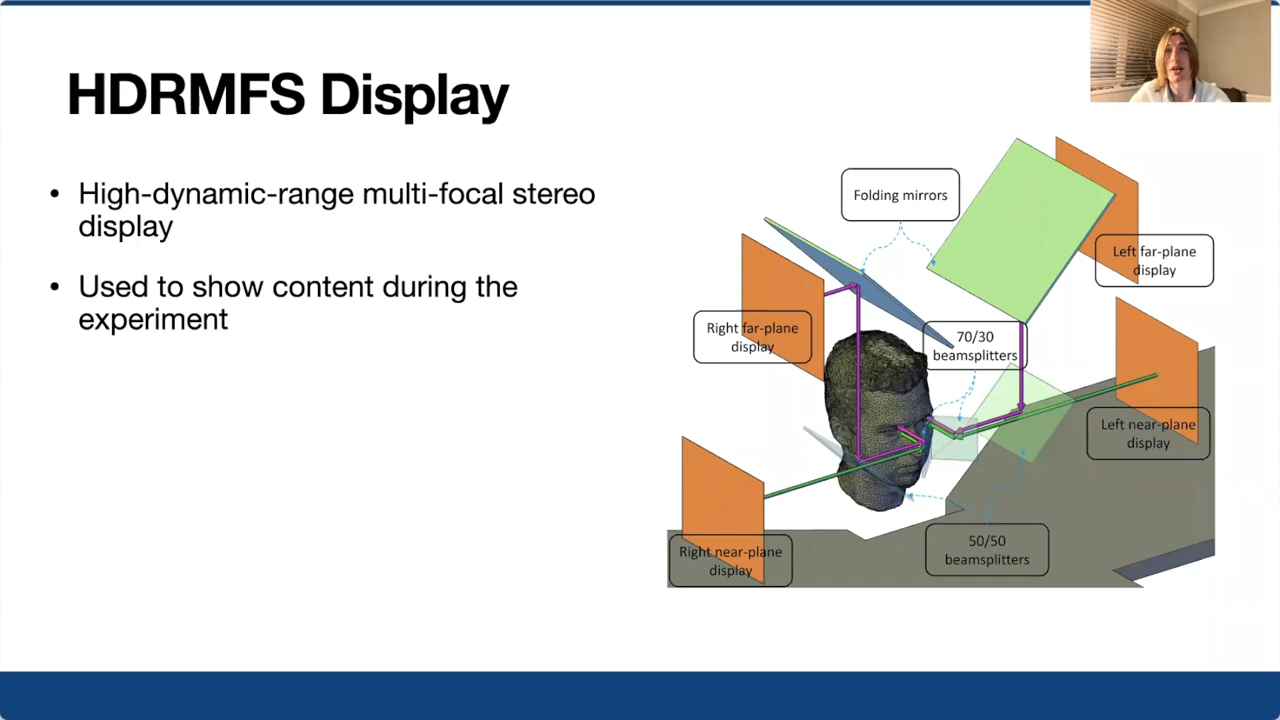 HDRMFS Display
• High-dynamic-range multi-focal stereo
display
• Used to show content during the
experiment
Folding mirrors
Left far-plane
display
Right far-plane
display
70/30
beamsplitters
Left near-plane
display
50/50
beamsplitters
Right near-plane
display